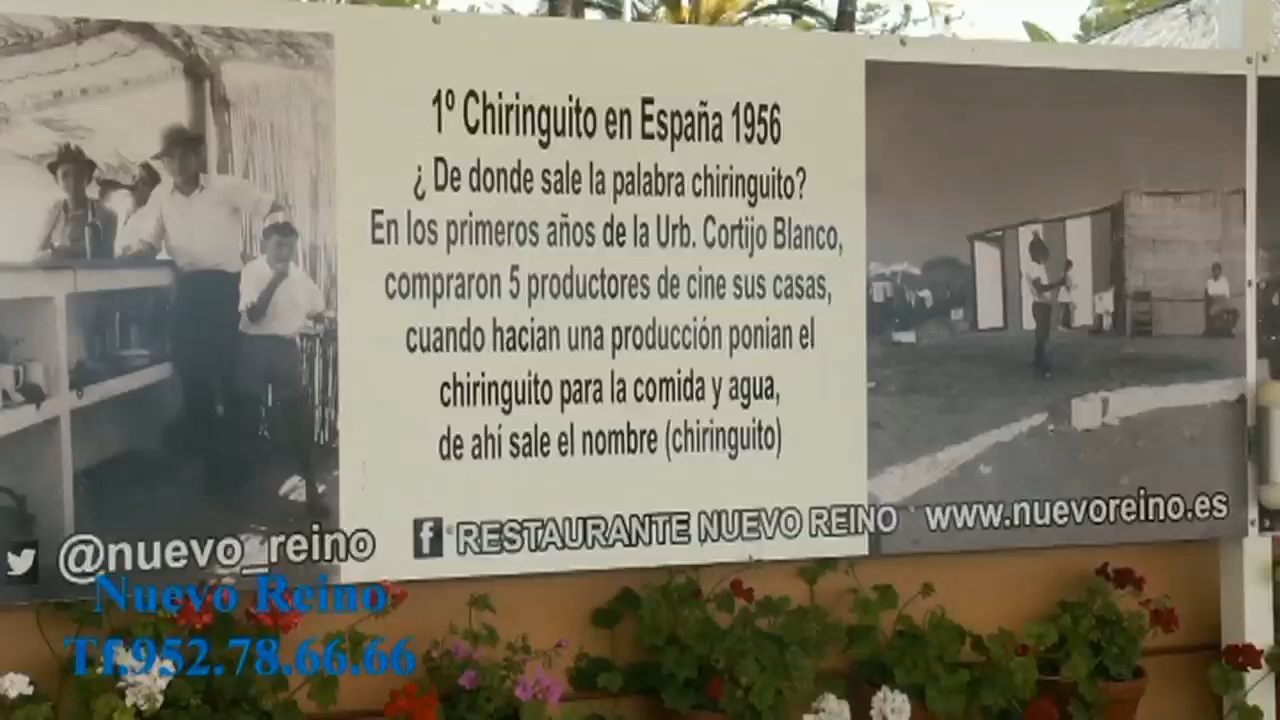 1º Chiringuito en España 1956
¿ De donde sale la palabra chiringuito?
En los primeros años de la Urb. Cortijo Blanco,
compraron 5 productores de cine sus casas,
cuando hacian una producción ponian el
chiringuito para la comida y agua,
de ahí sale el nombre (chiringuito)
@nuevo_reino
RESTAURANTE NUEVO REINO
www.nuevoreino.es
Nuevo Reino
Tf.952.78.66.66